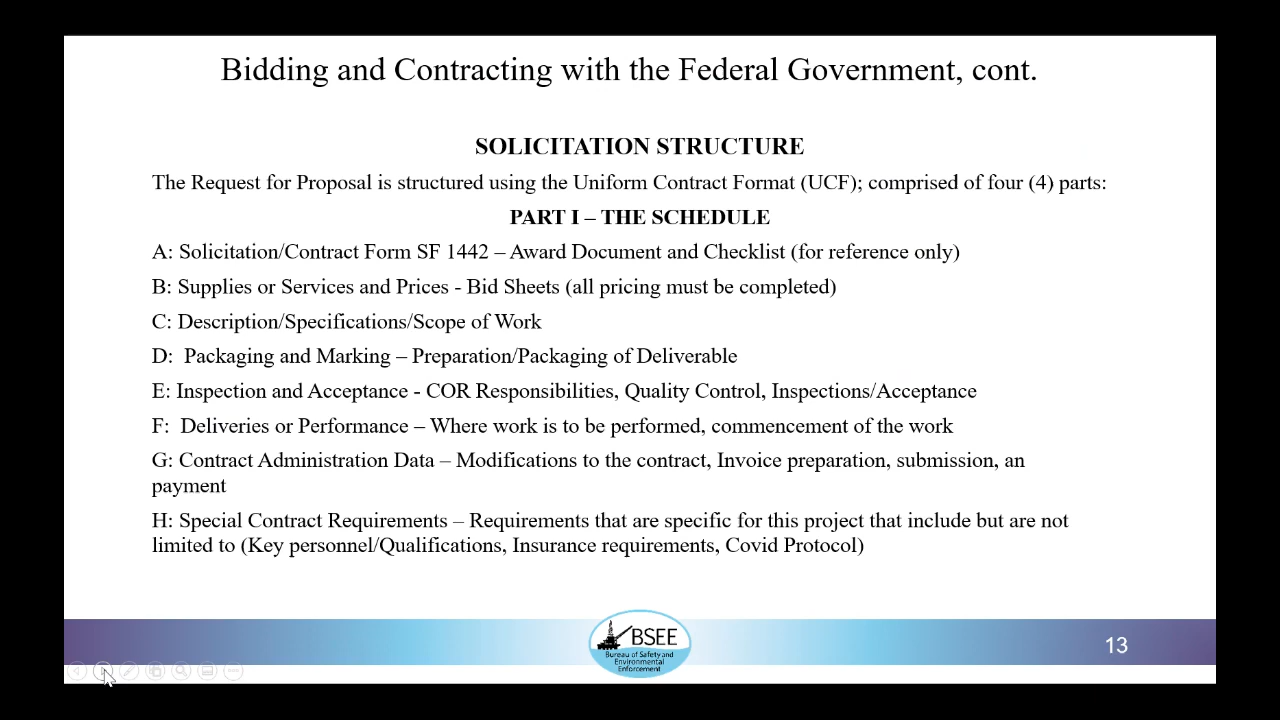 Bidding and Contracting with the Federal Government, cont.
SOLICITATION STRUCTURE
The Request for Proposal is structured using the Uniform Contract Format (UCF); comprised of four (4) parts:
PART I – THE SCHEDULE
A: Solicitation/Contract Form SF 1442 – Award Document and Checklist (for reference only)
B: Supplies or Services and Prices - Bid Sheets (all pricing must be completed)
C: Description/Specifications/Scope of Work
D:  Packaging and Marking – Preparation/Packaging of Deliverable
E: Inspection and Acceptance - COR Responsibilities, Quality Control, Inspections/Acceptance
F:  Deliveries or Performance – Where work is to be performed, commencement of the work
G: Contract Administration Data – Modifications to the contract, Invoice preparation, submission, an
payment
H: Special Contract Requirements – Requirements that are specific for this project that include but are not
limited to (Key personnel/Qualifications, Insurance requirements, Covid Protocol)
BSEE
Bureau of Safety and
Environmental
Enforcement
13